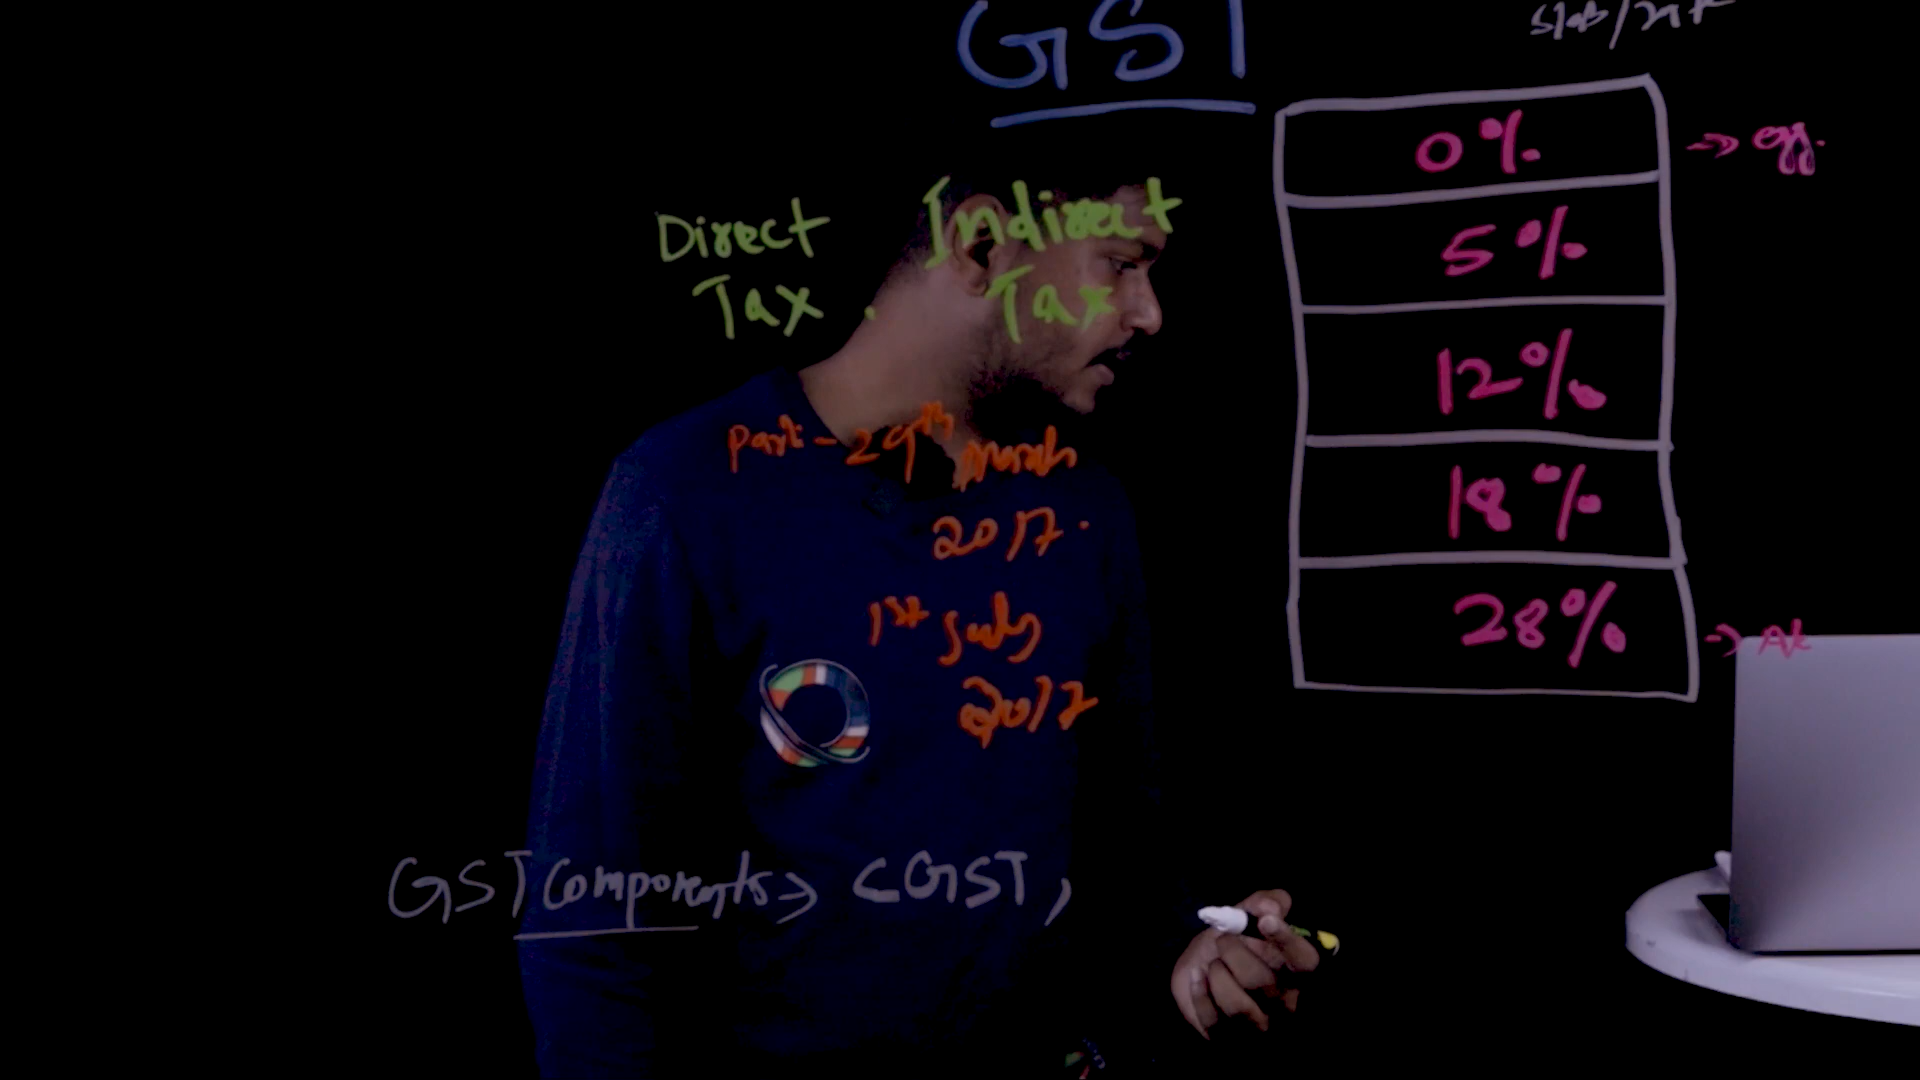 GST
Direct Indirect
Tax . Tax
29th March
2017.
1st July
2017
GST Components → CGST,
0%
5%
12%
18%
28%